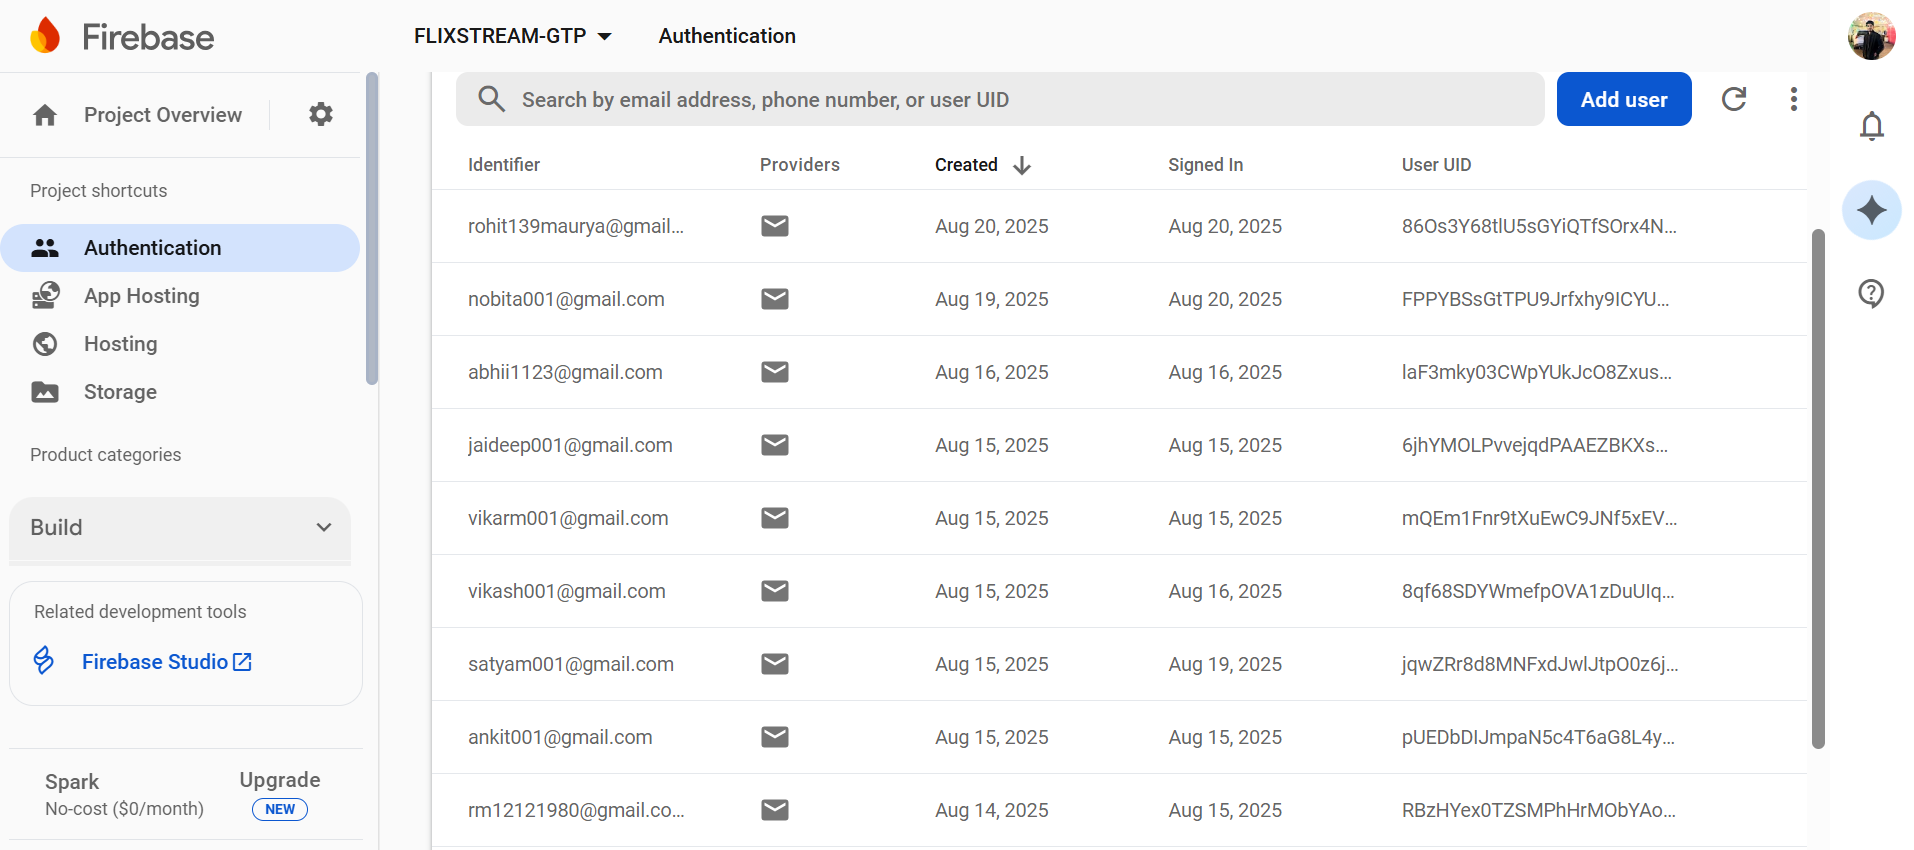 Firebase
FLIXSTREAM-GTP
Authentication
Project Overview
Project shortcuts
Authentication
App Hosting
Hosting
Storage
Product categories
Build
Related development tools
Firebase Studio
Spark
No-cost ($0/month)
Upgrade
NEW
Search by email address, phone number, or user UID
Add user
Identifier Providers Created Signed In User UID
rohit139maurya@gmail... Aug 20, 2025 Aug 20, 2025 86Os3Y68tlU5sGYiQTfSOrx4N...
nobita001@gmail.com Aug 19, 2025 Aug 20, 2025 FPPYBSsGtTPU9Jrfxhy9ICYU...
abhii1123@gmail.com Aug 16, 2025 Aug 16, 2025 laF3mky03CWpYUkJcO8Zxus...
jaideep001@gmail.com Aug 15, 2025 Aug 15, 2025 6jhYMOLPvvejqdPAAEZBKXs...
vikarm001@gmail.com Aug 15, 2025 Aug 15, 2025 mQEm1Fnr9tXuEwC9JNf5xEV...
vikash001@gmail.com Aug 15, 2025 Aug 16, 2025 8qf68SDYWmefpOVA1zDuUIq...
satyam001@gmail.com Aug 15, 2025 Aug 19, 2025 jqwZRr8d8MNFxdJwlJtpO0z6j...
ankit001@gmail.com Aug 15, 2025 Aug 15, 2025 pUEDbDIJmpaN5c4T6aG8L4y...
rm12121980@gmail.co... Aug 14, 2025 Aug 15, 2025 RBzHYex0TZSMPhHrMObYAo...